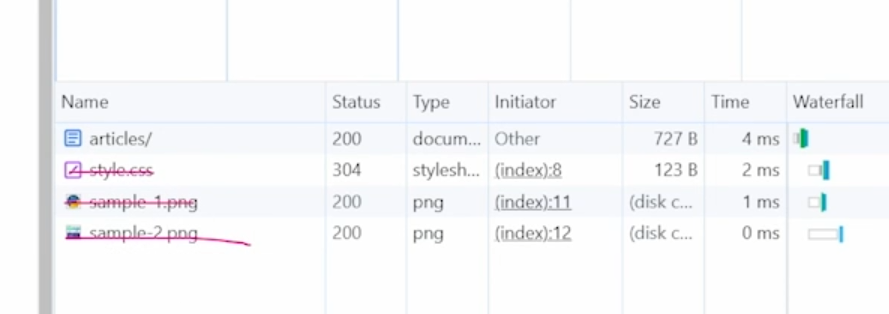 Name Status Type Initiator Size Time Waterfall
articles/ 200 docum... Other 727 B 4 ms
style.css 304 stylesh... (index):8 123 B 2 ms
sample-1.png 200 png (index):11 (disk c... 1 ms
sample-2.png 200 png (index):12 (disk c... 0 ms